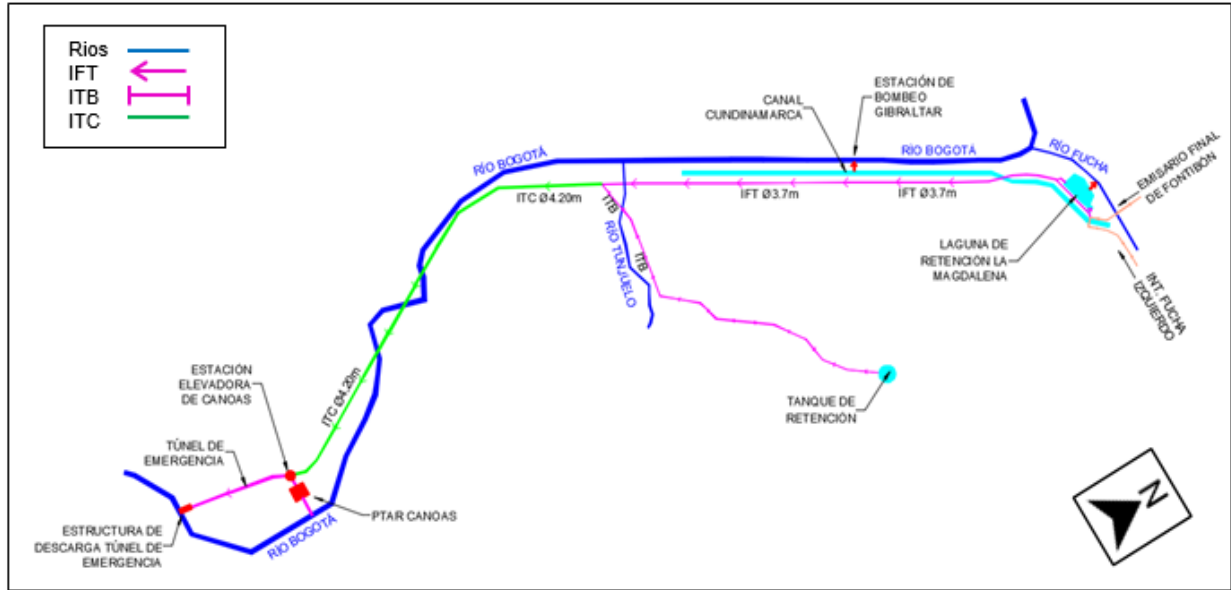 Rios
IFT
ITB
ITC
ESTACIÓN DE
BOMBEO
GIBRALTAR
CANAL
CUNDINAMARCA
RÍO BOGOTÁ
RÍO BOGOTÁ
RÍO FUCHA
EMISARIO FINAL
DE FONTIBÓN
ITC Ø4.20m
IFT Ø3.7m
IFT Ø3.7m
ITB
ITB
RÍO TUNJUELO
LAGUNA DE
RETENCIÓN LA
MAGDALENA
INT. FUCHA
IZQUIERDO
ESTACIÓN
ELEVADORA
DE CANOAS
ITC Ø4.20m
TANQUE DE
RETENCIÓN
TÚNEL DE
EMERGENCIA
PTAR CANOAS
ESTRUCTURA DE
DESCARGA TÚNEL DE
EMERGENCIA
RÍO BOGOTÁ
N